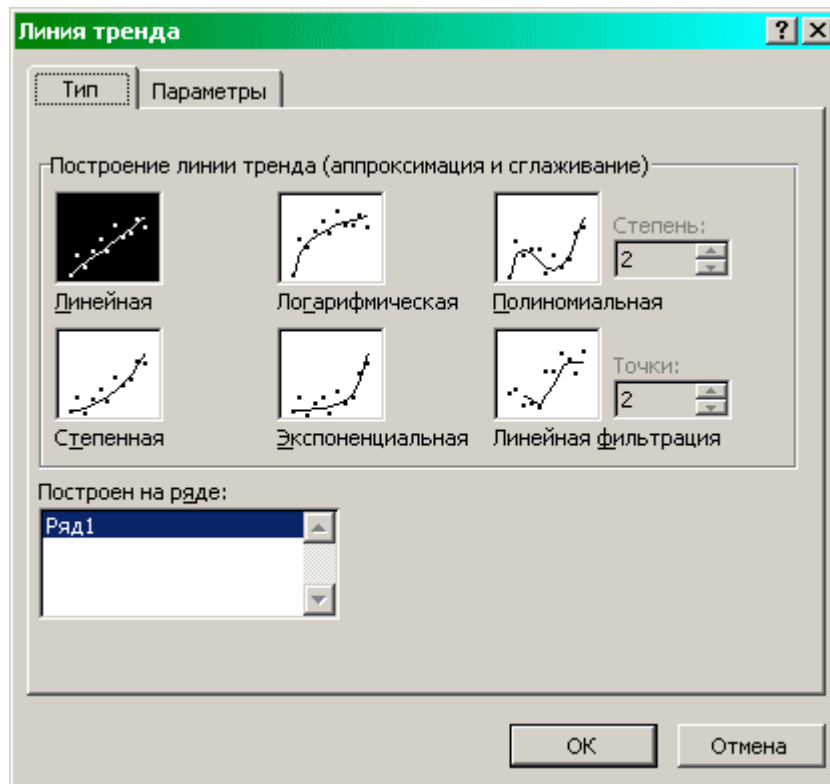 Линия тренда
Тип
Параметры
Построение линии тренда (аппроксимация и сглаживание)
Линейная
Логарифмическая
Полиномиальная
Степень:
2
Степенная
Экспоненциальная
Линейная фильтрация
Точки:
2
Построен на ряде:
Ряд1
ОК
Отмена